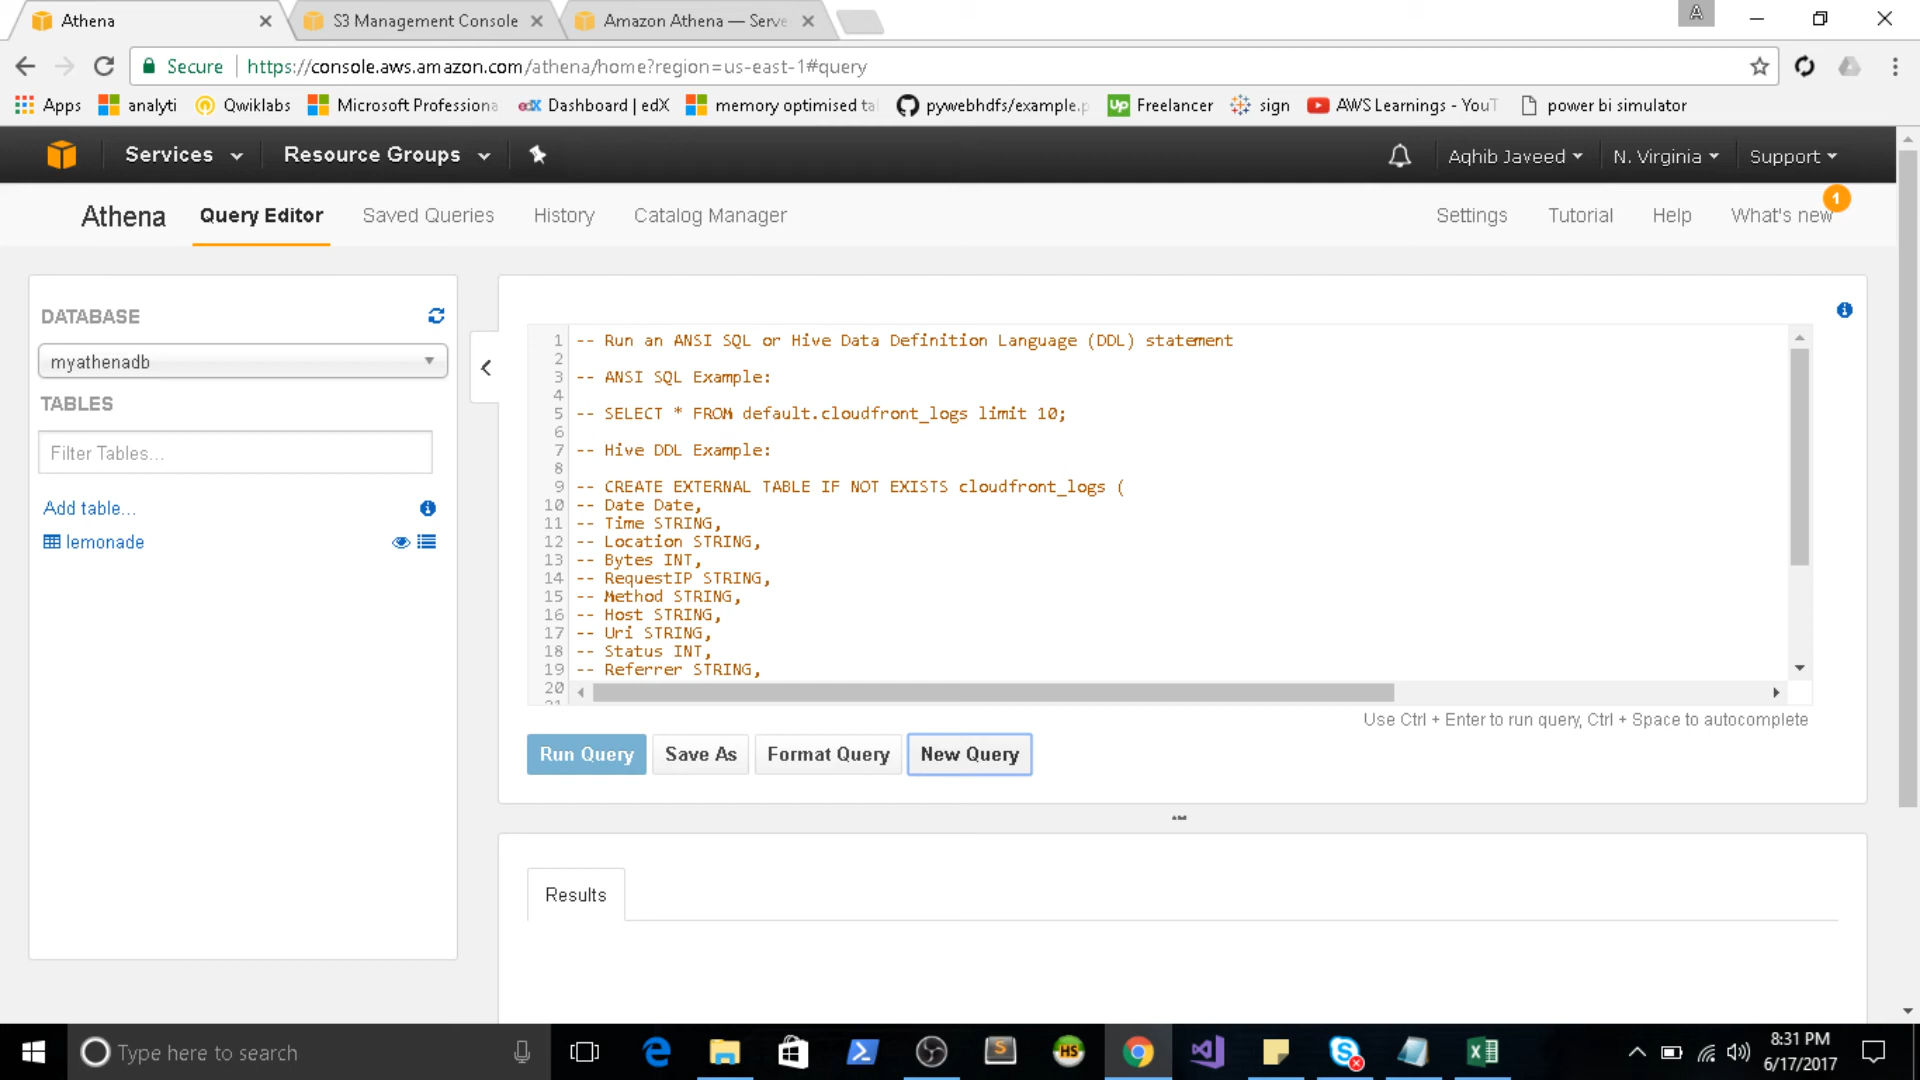 Athena
S3 Management Console
Amazon Athena — Serve
A
Secure
https://console.aws.amazon.com/athena/home?region=us-east-1#query
Apps
analyti
Qwiklabs
Microsoft Professiona
edX Dashboard | edX
memory optimised ta
pywebhdfs/example.p
Up Freelancer
sign
AWS Learnings - YouT
power bi simulator
Services
Resource Groups
Aqhib Javeed
N. Virginia
Support
Athena
Query Editor
Saved Queries
History
Catalog Manager
Settings
Tutorial
Help
What's new
1
DATABASE
myathenadb
TABLES
Filter Tables...
Add table...
lemonade
1 -- Run an ANSI SQL or Hive Data Definition Language (DDL) statement
2
3 -- ANSI SQL Example:
4
5 -- SELECT * FROM default.cloudfront_logs limit 10;
6
7 -- Hive DDL Example:
8
9 -- CREATE EXTERNAL TABLE IF NOT EXISTS cloudfront_logs (
10 -- Date Date,
11 -- Time STRING,
12 -- Location STRING,
13 -- Bytes INT,
14 -- RequestIP STRING,
15 -- Method STRING,
16 -- Host STRING,
17 -- Uri STRING,
18 -- Status INT,
19 -- Referrer STRING,
20
21
Use Ctrl + Enter to run query, Ctrl + Space to autocomplete
Run Query
Save As
Format Query
New Query
Results
Type here to search
S
HS
8:31 PM
6/17/2017